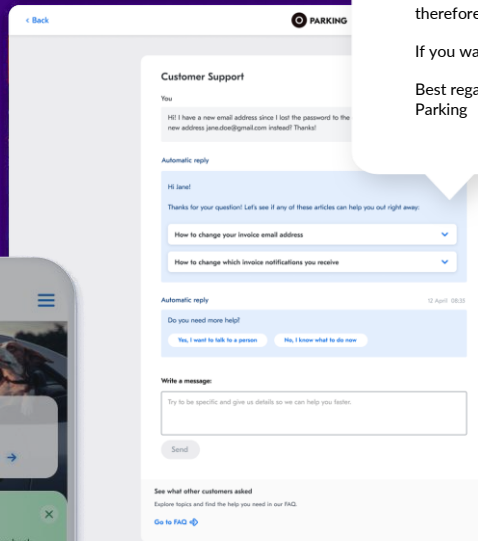 < Back
PARKING
therefore
If you wa
Best rega
Parking
Customer Support
You
Hi! I have a new email address since I lost the password to the
new address jane.doe@gmail.com instead? Thanks!
Automatic reply
Hi Jane!
Thanks for your question! Let's see if any of these articles can help you out right away:
How to change your invoice email address
How to change which invoice notifications you receive
Automatic reply
12 April 08:35
Do you need more help?
Yes, I want to talk to a person
No, I know what to do now
Write a message:
Try to be specific and give us details so we can help you faster.
Send
See what other customers asked
Explore topics and find the help you need in our FAQ.
Go to FAQ